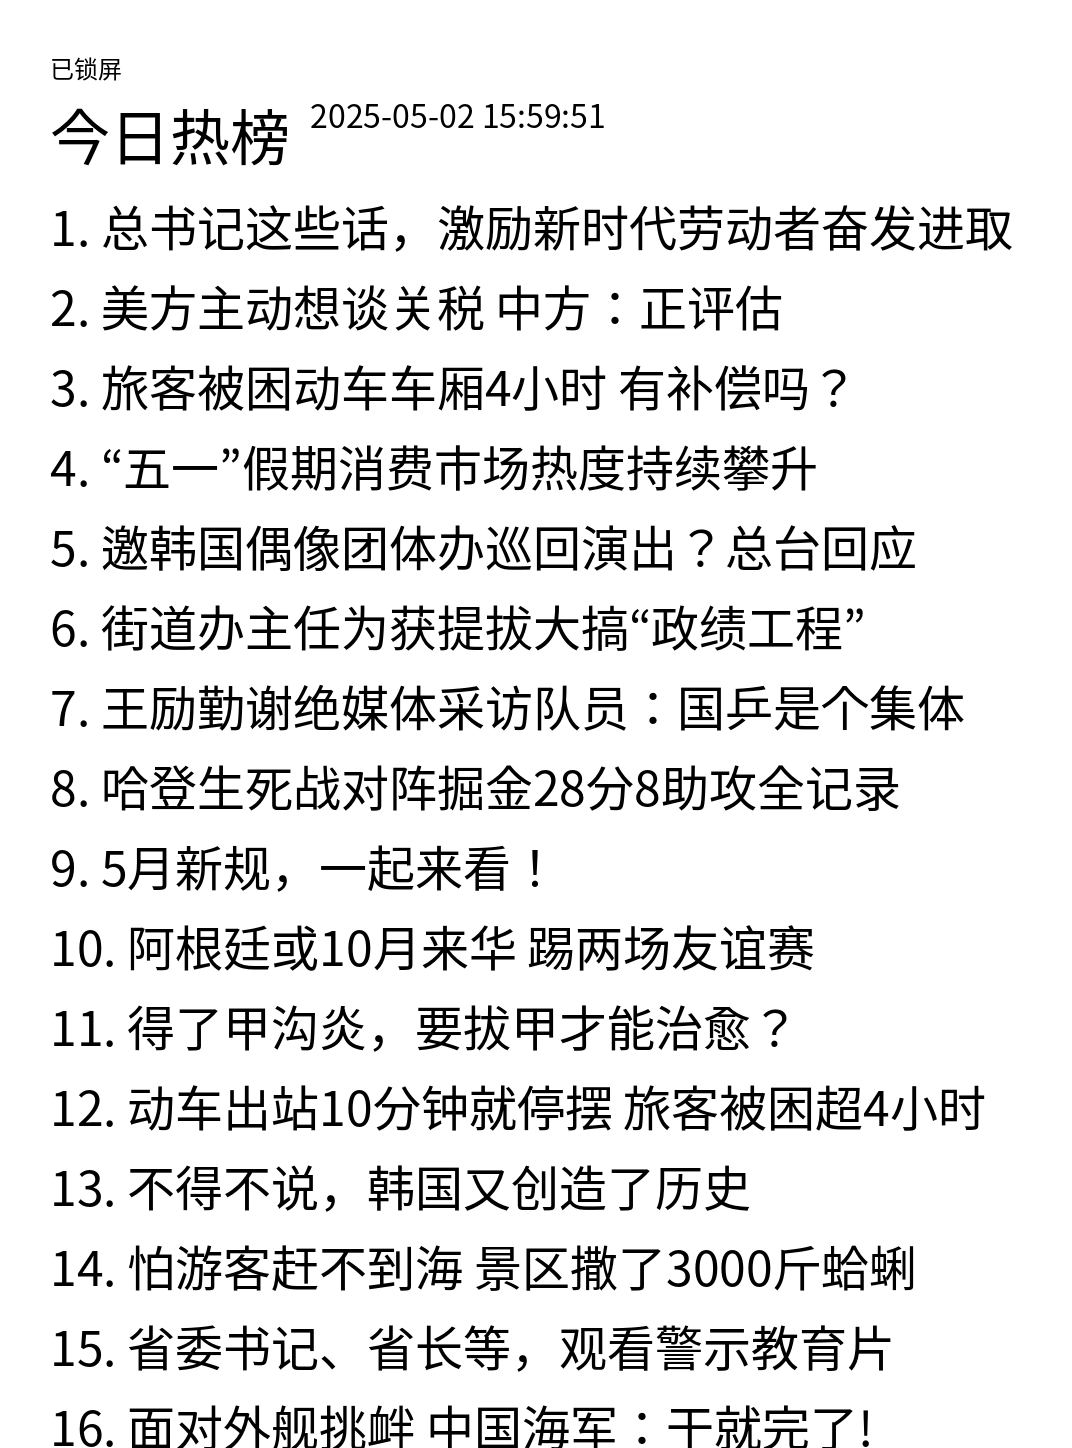 已锁屏
今日热榜 2025-05-02 15:59:51
1. 总书记这些话，激励新时代劳动者奋发进取
2. 美方主动想谈关税 中方：正评估
3. 旅客被困动车车厢4小时 有补偿吗？
4. “五一”假期消费市场热度持续攀升
5. 邀韩国偶像团体办巡回演出？总台回应
6. 街道办主任为获提拔大搞“政绩工程”
7. 王励勤谢绝媒体采访队员：国乒是个集体
8. 哈登生死战对阵掘金28分8助攻全记录
9. 5月新规，一起来看！
10. 阿根廷或10月来华 踢两场友谊赛
11. 得了甲沟炎，要拔甲才能治愈？
12. 动车出站10分钟就停摆 旅客被困超4小时
13. 不得不说，韩国又创造了历史
14. 怕游客赶不到海 景区撒了3000斤蛤蜊
15. 省委书记、省长等，观看警示教育片
16. 面对外舰挑衅 中国海军：干就完了!